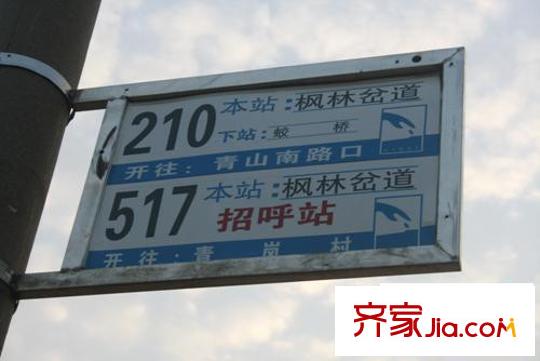 210 本站:枫林岔道
下站:蛟 桥
开往:青山南路口
517 本站:枫林岔道
招呼站
开往:青 岚 村
齐家Jia.com